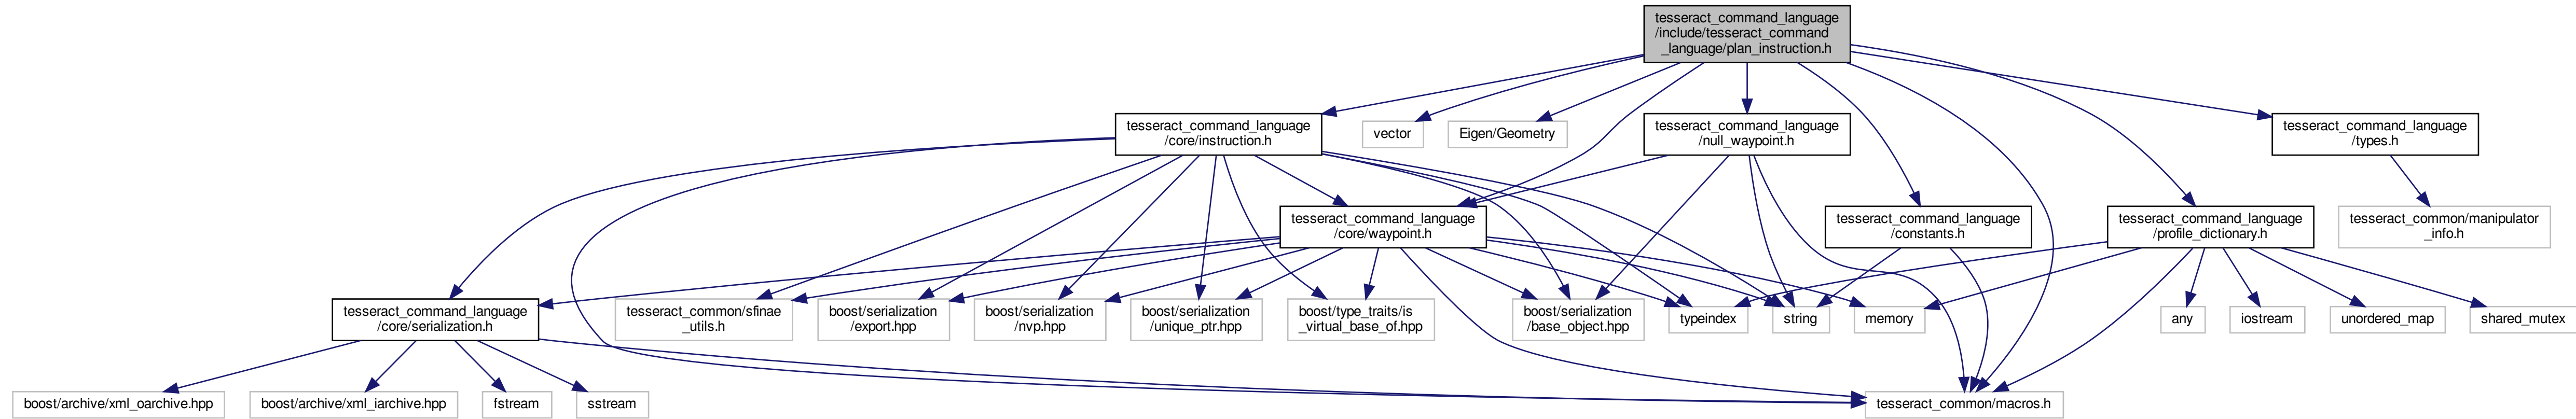 tesseract_command_language
/include/tesseract_command
_language/plan_instruction.h
tesseract_command_language
/core/instruction.h
vector
Eigen/Geometry
tesseract_command_language
/null_waypoint.h
tesseract_command_language
/types.h
tesseract_command_language
/core/waypoint.h
tesseract_command_language
/constants.h
tesseract_command_language
/profile_dictionary.h
tesseract_common/manipulator
_info.h
tesseract_command_language
/core/serialization.h
tesseract_common/sfinae
_utils.h
boost/serialization
/export.hpp
boost/serialization
/nvp.hpp
boost/serialization
/unique_ptr.hpp
boost/type_traits/is
_virtual_base_of.hpp
boost/serialization
/base_object.hpp
typeindex
string
memory
any
iostream
unordered_map
shared_mutex
boost/archive/xml_oarchive.hpp
boost/archive/xml_iarchive.hpp
fstream
sstream
tesseract_common/macros.h